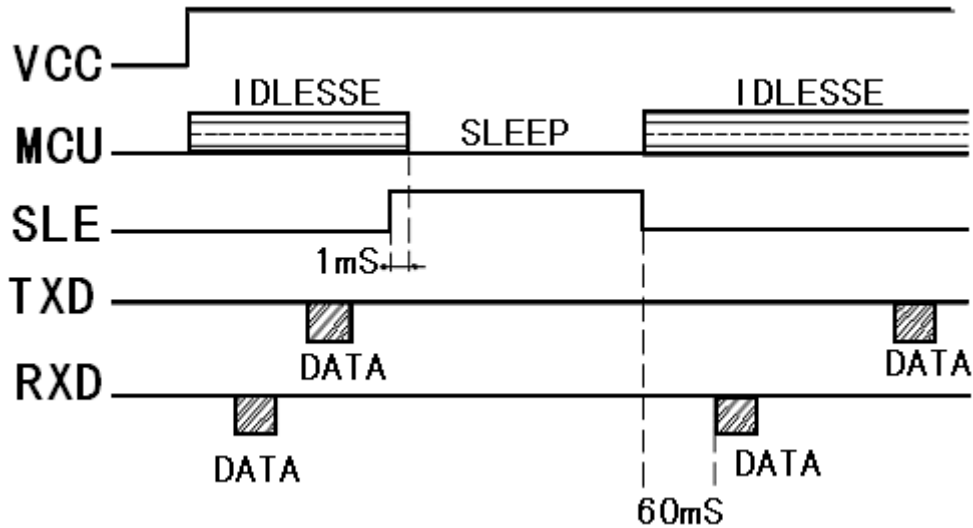 VCC
IDLESSE IDLESSE
MCU SLEEP
SLE
1mS
TXD
DATA DATA
RXD
DATA DATA
60mS